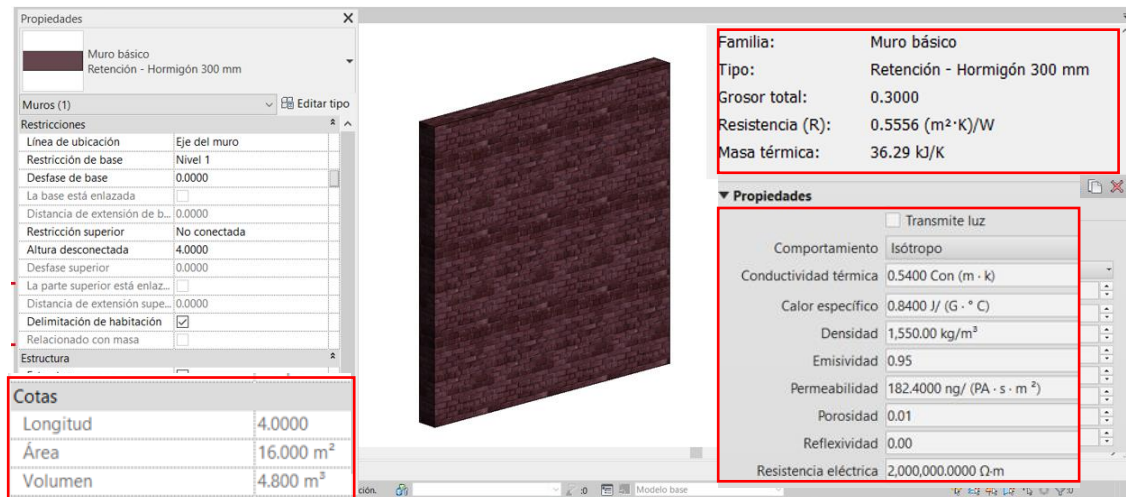 Propiedades X
Muro básico
Retención - Hormigón 300 mm
Muros (1) Editar tipo
Restricciones
Línea de ubicación Eje del muro
Restricción de base Nivel 1
Desfase de base 0.0000
La base está enlazada
Distancia de extensión de b... 0.0000
Restricción superior No conectada
Altura desconectada 4.0000
Desfase superior 0.0000
La parte superior está enlaz...
Distancia de extensión supe... 0.0000
Delimitación de habitación
Relacionado con masa
Estructura
Cotas
Longitud 4.0000
Área 16.000 m²
Volumen 4.800 m³
Familia: Muro básico
Tipo: Retención - Hormigón 300 mm
Grosor total: 0.3000
Resistencia (R): 0.5556 (m²·K)/W
Masa térmica: 36.29 kJ/K
Propiedades
Transmite luz
Comportamiento Isótropo
Conductividad térmica 0.5400 Con (m · k)
Calor específico 0.8400 J/ (G · ° C)
Densidad 1,550.00 kg/m³
Emisividad 0.95
Permeabilidad 182.4000 ng/ (PA · s · m ²)
Porosidad 0.01
Reflexividad 0.00
Resistencia eléctrica 2,000,000.0000 Ω·m
ción. :0 Modelo base :0